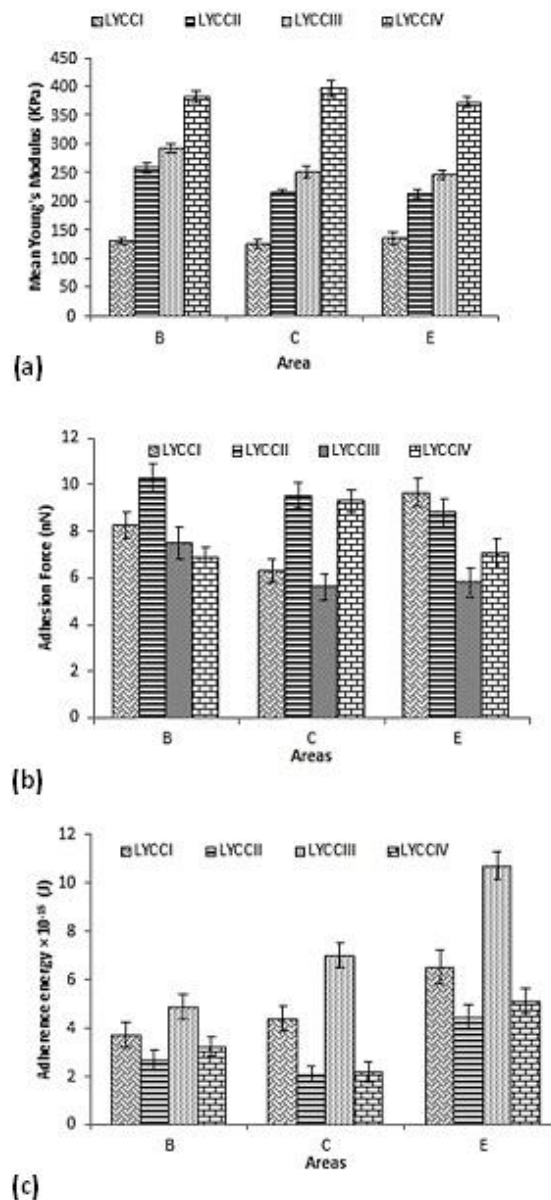 LYCCI LYCCII LYCCIII LYCCIV
Mean Young's Modulus (KPa)
450
400
350
300
250
200
150
100
50
0
B C E
Area
(a)
LYCCI LYCCII LYCCIII LYCCIV
Adhesion Force (nN)
12
10
8
6
4
2
0
B C E
Areas
(b)
LYCCI LYCCII LYCCIII LYCCIV
Adherence energy × 10⁻¹⁵ (J)
12
10
8
6
4
2
0
B C E
Areas
(c)